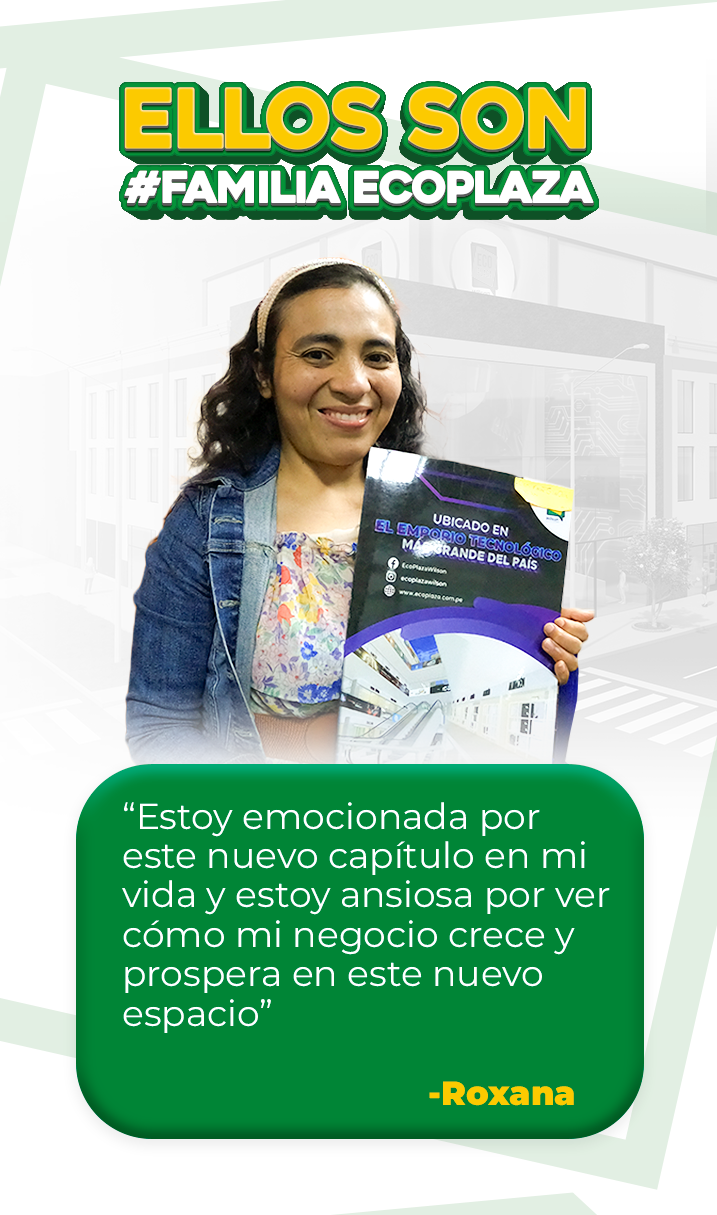 ELLOS SON
#FAMILIA ECOPLAZA
UBICADO EN
EL EMPORIO TECNOLÓGICO
MÁS GRANDE DEL PAÍS
EcoPlazaWilson
ecoplazawilson
www.ecoplaza.com.pe
“Estoy emocionada por
este nuevo capítulo en mi
vida y estoy ansiosa por ver
cómo mi negocio crece y
prospera en este nuevo
espacio”
-Roxana